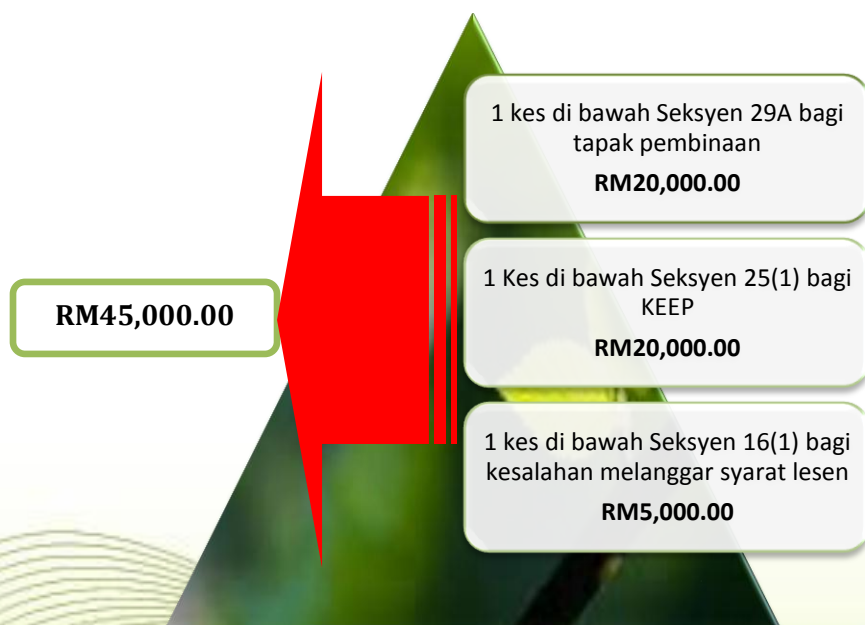 1 kes di bawah Seksyen 29A bagi
tapak pembinaan
RM20,000.00
1 Kes di bawah Seksyen 25(1) bagi
KEEP
RM20,000.00
1 kes di bawah Seksyen 16(1) bagi
kesalahan melanggar syarat lesen
RM5,000.00
RM45,000.00